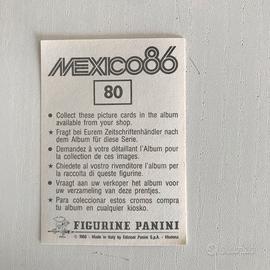 MEXICO86
80
● Collect these picture cards in the album
available from your shop.
★ Fragt bei Eurem Zeitschriftenhändler nach
dem Album für diese Serie.
● Demandez à votre détaillant l'Album pour
la collection de ces images.
★ Chiedete al vostro rivenditore l'album per
la raccolta di queste figurine.
● Vraagt aan uw verkoper het album voor
uw verzameling van deze prentjes.
★ Para coleccionar estos cromos compra
tu album en cualquier kiosko.
FIGURINE PANINI
Made in Italy by Edizioni Panini S.p.A. - Modena